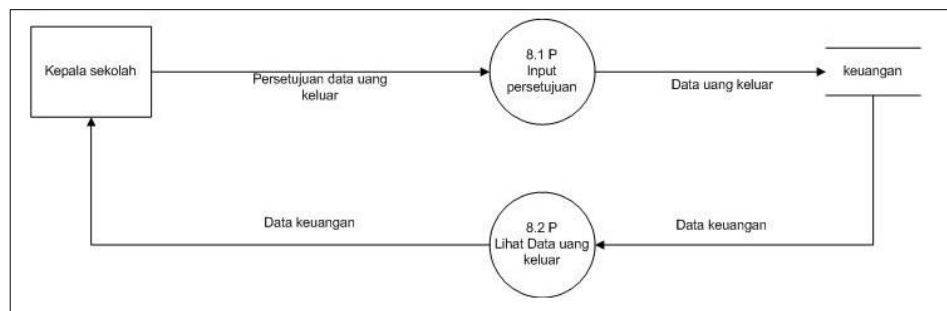 Kepala sekolah
Persetujuan data uang
keluar
8.1 P
Input
persetujuan
Data uang keluar
keuangan
Data keuangan
8.2 P
Lihat Data uang
keluar
Data keuangan